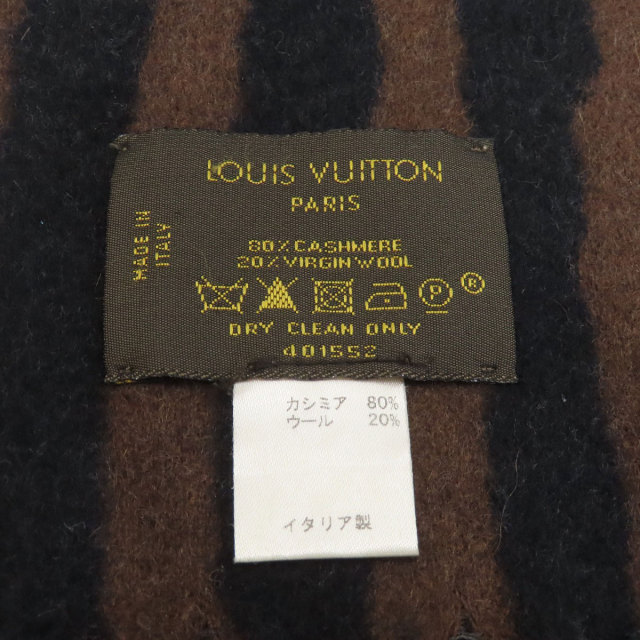 LOUIS VUITTON
PARIS
MADE IN
ITALY
80% CASHMERE
20% VIRGIN WOOL
P ®
DRY CLEAN ONLY
401552
カシミア 80%
ウール 20%
イタリア製